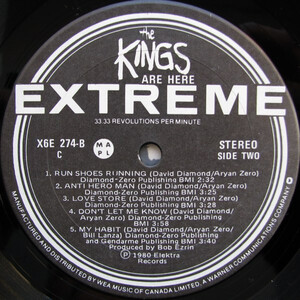 the
KINGS
ARE HERE
EXTREME
33.33 REVOLUTIONS PER MINUTE
X6E 274-B
C
M A P L
STEREO
SIDE TWO
1. RUN SHOES RUNNING (David Diamond/Aryan Zero)
Diamond-Zero Publishing BMI 2:32
2. ANTI HERO MAN (David Diamond/Aryan Zero)
Diamond-Zero Publishing BMI 3:25
3. LOVE STORE (David Diamond/Aryan Zero)
Diamond-Zero Publishing BMI 3:28
4. DON'T LET ME KNOW (David Diamond/Aryan Zero)
Diamond-Zero Publishing BMI
3:58
5. MY HABIT (David Diamond/Aryan Zero/
Bill Lanza) Diamond-Zero Publishing
and Gendarme Publishing BMI 3:40
Produced by Bob Ezrin
℗ 1980 Elektra
Records
MANUFACTURED AND DISTRIBUTED BY WEA MUSIC OF CANADA LIMITED. A WARNER COMMUNICATIONS COMPANY